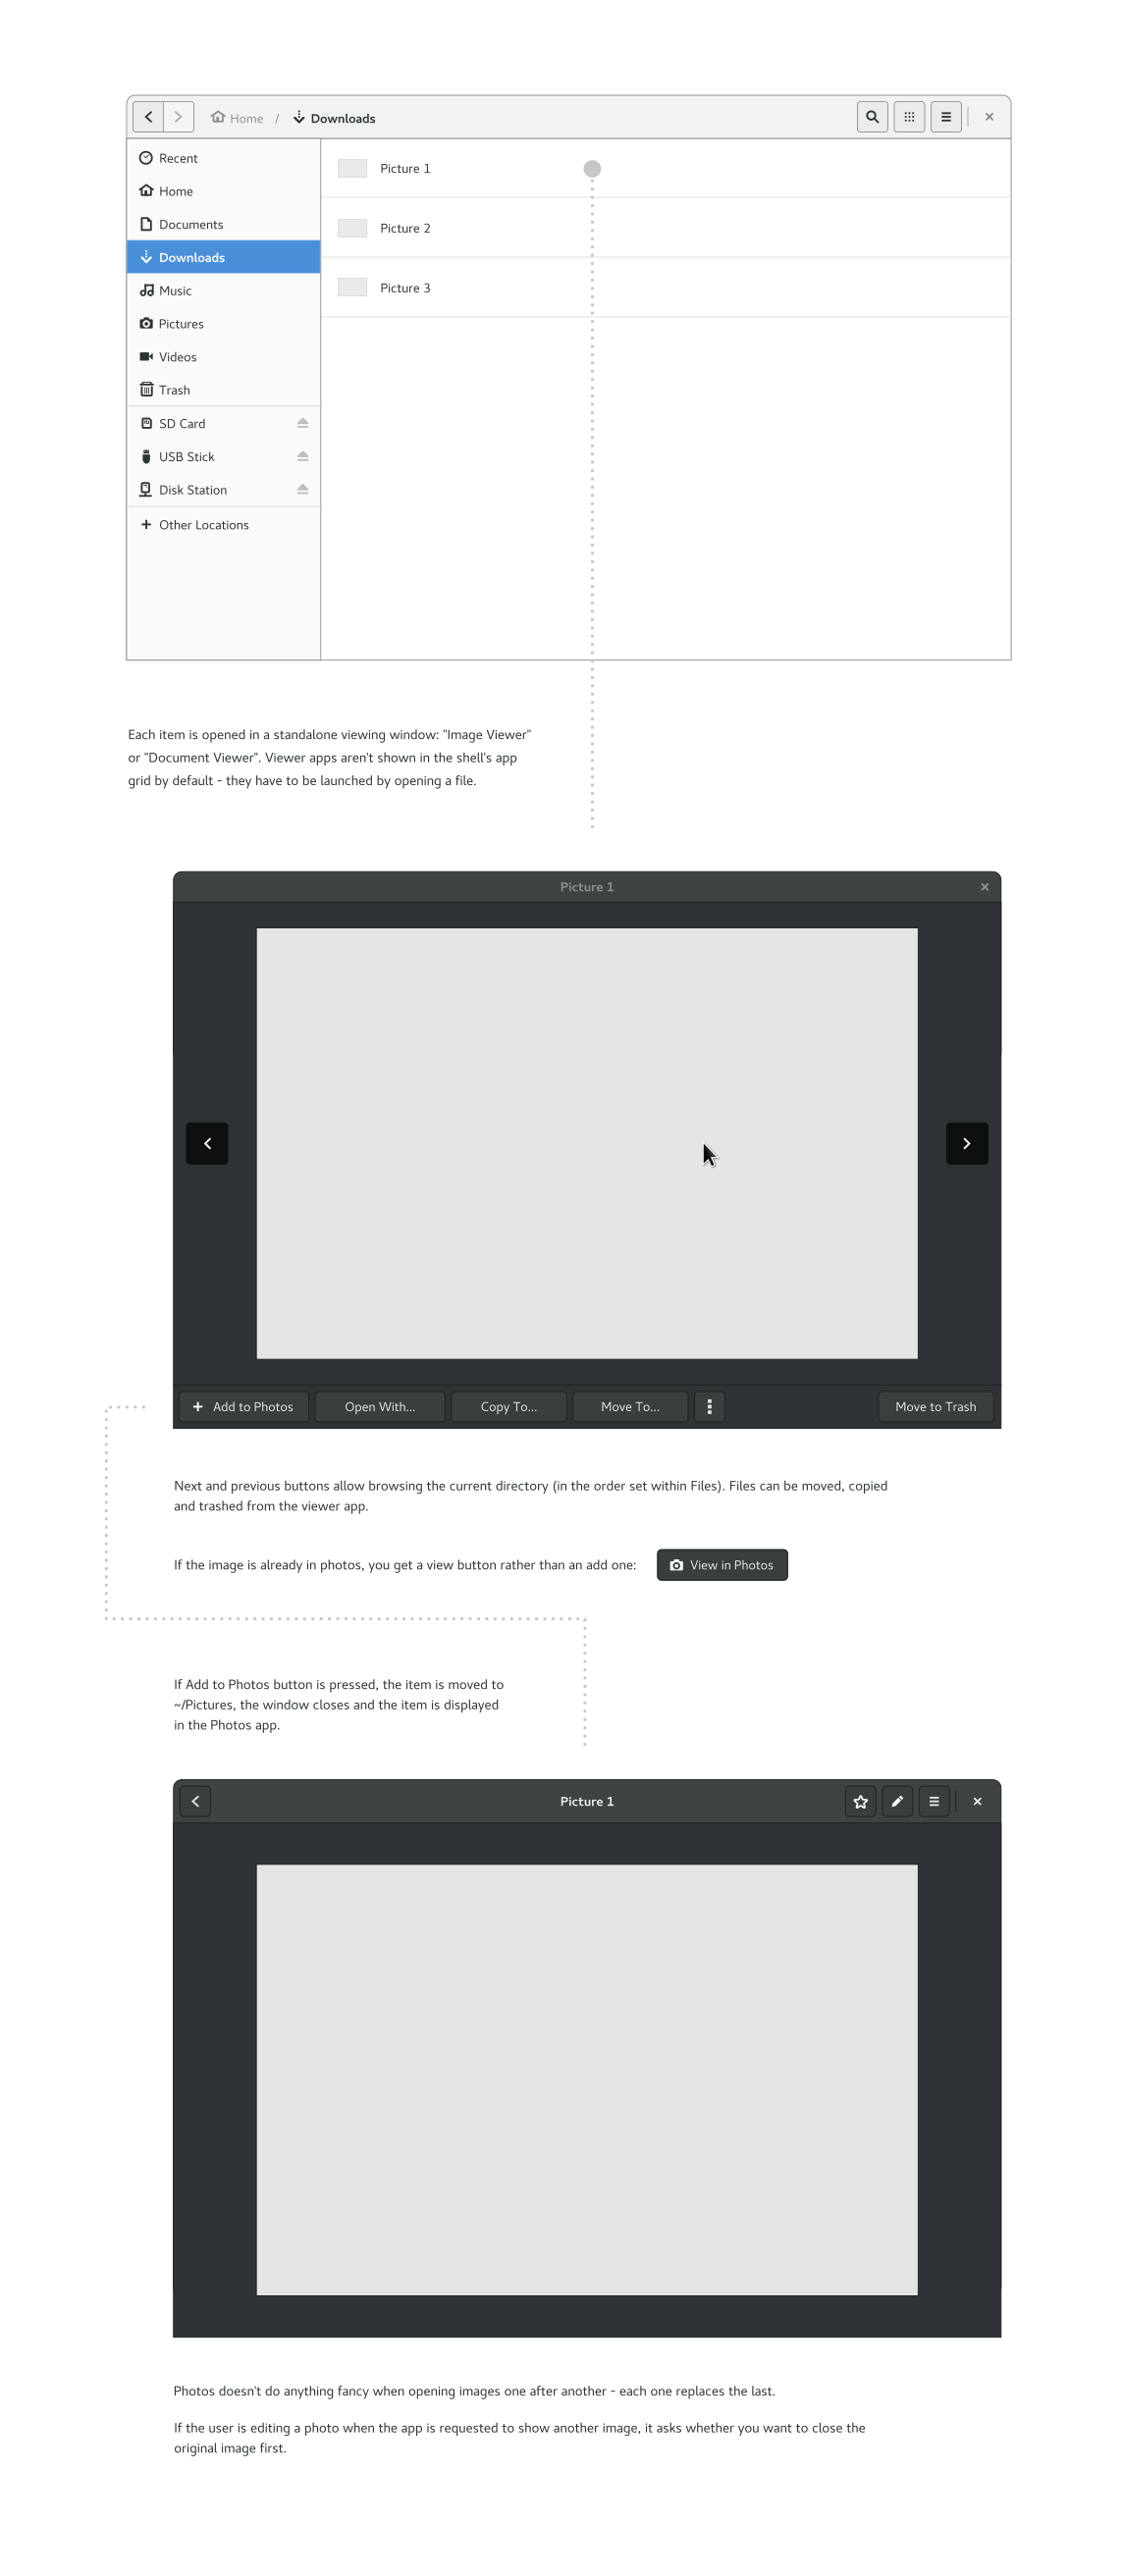 Home / Downloads
Recent
Home
Documents
Downloads
Music
Pictures
Videos
Trash
SD Card
USB Stick
Disk Station
Other Locations
Picture 1
Picture 2
Picture 3
Each item is opened in a standalone viewing window: "Image Viewer"
or "Document Viewer". Viewer apps aren't shown in the shell's app
grid by default - they have to be launched by opening a file.
Picture 1
Add to Photos Open With... Copy To... Move To... Move to Trash
Next and previous buttons allow browsing the current directory (in the order set within Files). Files can be moved, copied
and trashed from the viewer app.
If the image is already in photos, you get a view button rather than an add one: View in Photos
If Add to Photos button is pressed, the item is moved to
~/Pictures, the window closes and the item is displayed
in the Photos app.
Picture 1
Photos doesn't do anything fancy when opening images one after another - each one replaces the last.
If the user is editing a photo when the app is requested to show another image, it asks whether you want to close the
original image first.